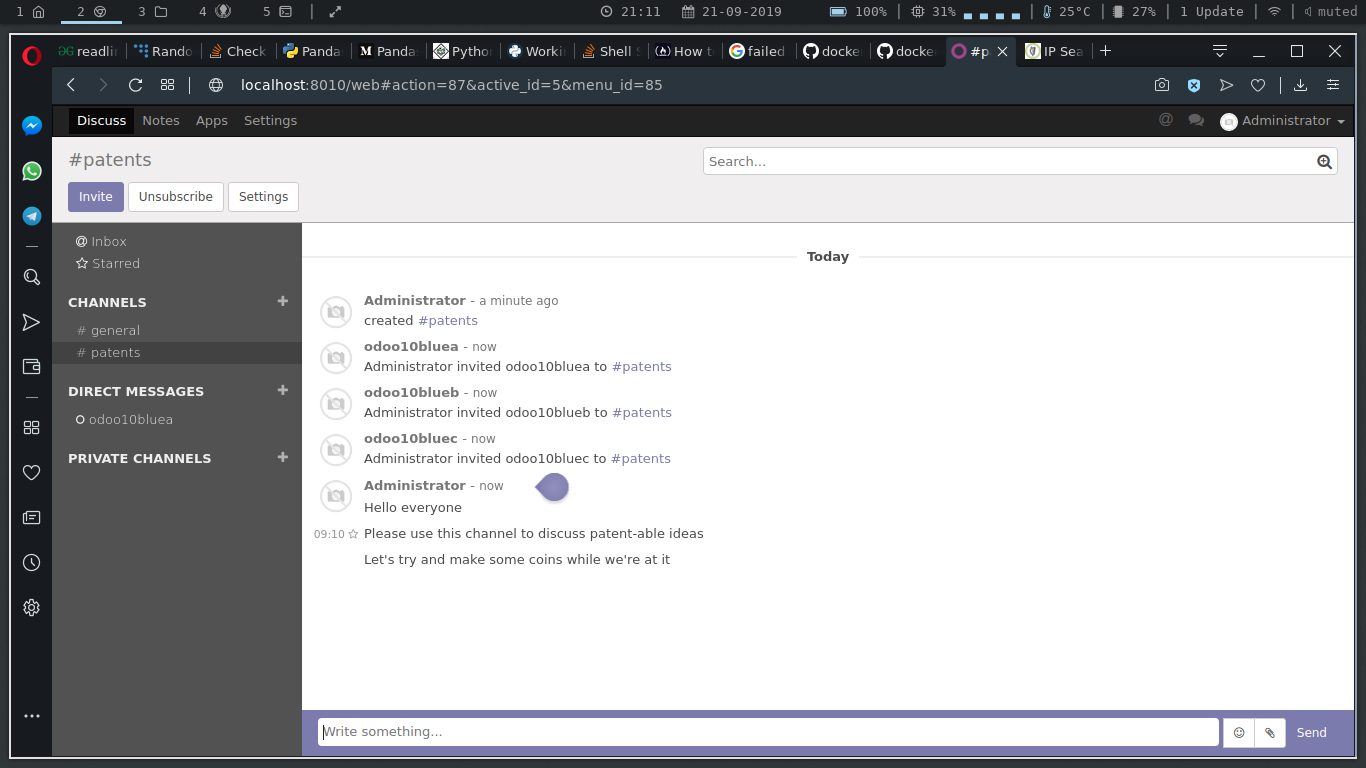 1 2 3 4 5 21:11 21-09-2019 100% 31% 25°C 27% 1 Update muted
readli Rando Check Panda Panda Pytho Worki Shell How t failed docke docke #p IP Sea
localhost:8010/web#action=87&active_id=5&menu_id=85
Discuss Notes Apps Settings @ Administrator
#patents
Search...
Invite Unsubscribe Settings
Inbox
Starred
CHANNELS +
# general
# patents
DIRECT MESSAGES +
odoo10bluea
PRIVATE CHANNELS +
Today
Administrator - a minute ago
created #patents
odoo10bluea - now
Administrator invited odoo10bluea to #patents
odoo10blueb - now
Administrator invited odoo10blueb to #patents
odoo10bluec - now
Administrator invited odoo10bluec to #patents
Administrator - now
Hello everyone
09:10 Please use this channel to discuss patent-able ideas
Let's try and make some coins while we're at it
Write something...
Send